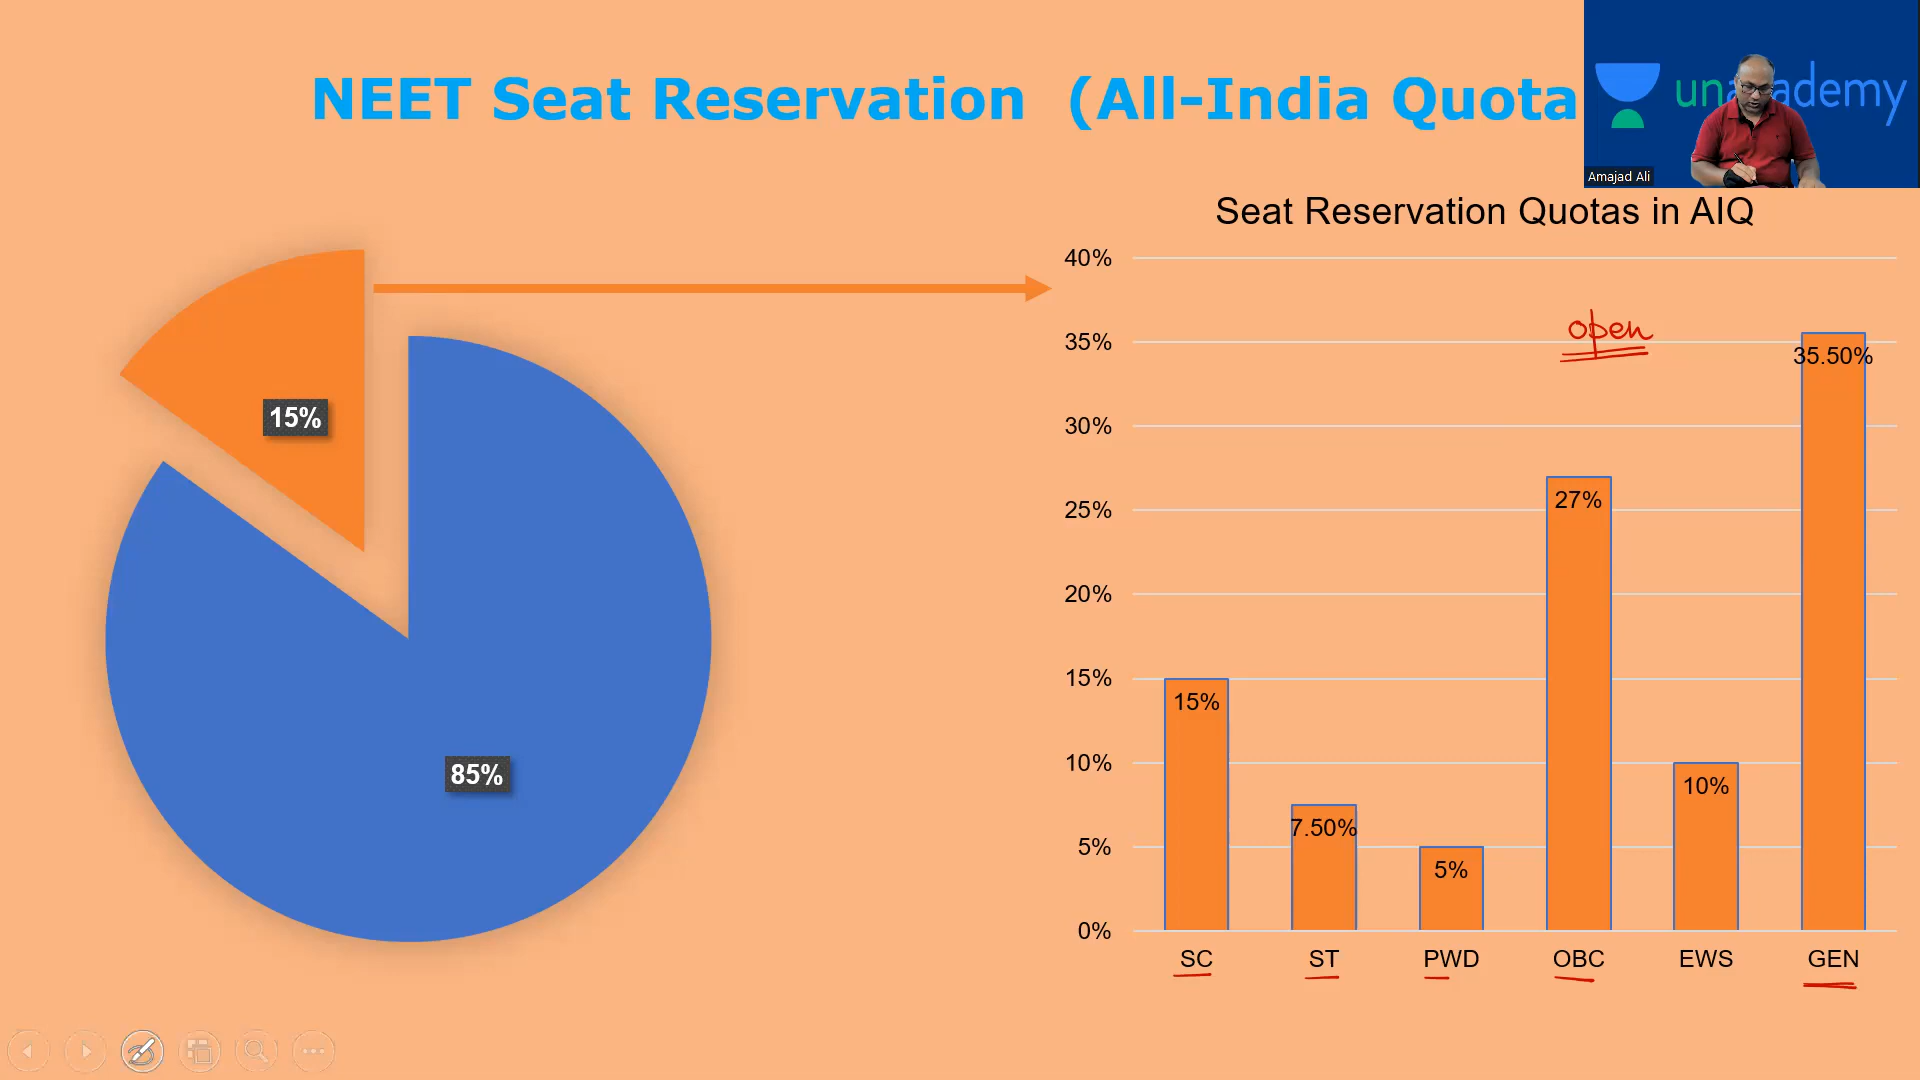 NEET Seat Reservation (All-India Quota
unacademy
Amajad Ali
Seat Reservation Quotas in AIQ
40%
35%
30%
25%
20%
15%
10%
5%
0%
open
15%
7.50%
5%
27%
10%
35.50%
SC ST PWD OBC EWS GEN
15%
85%